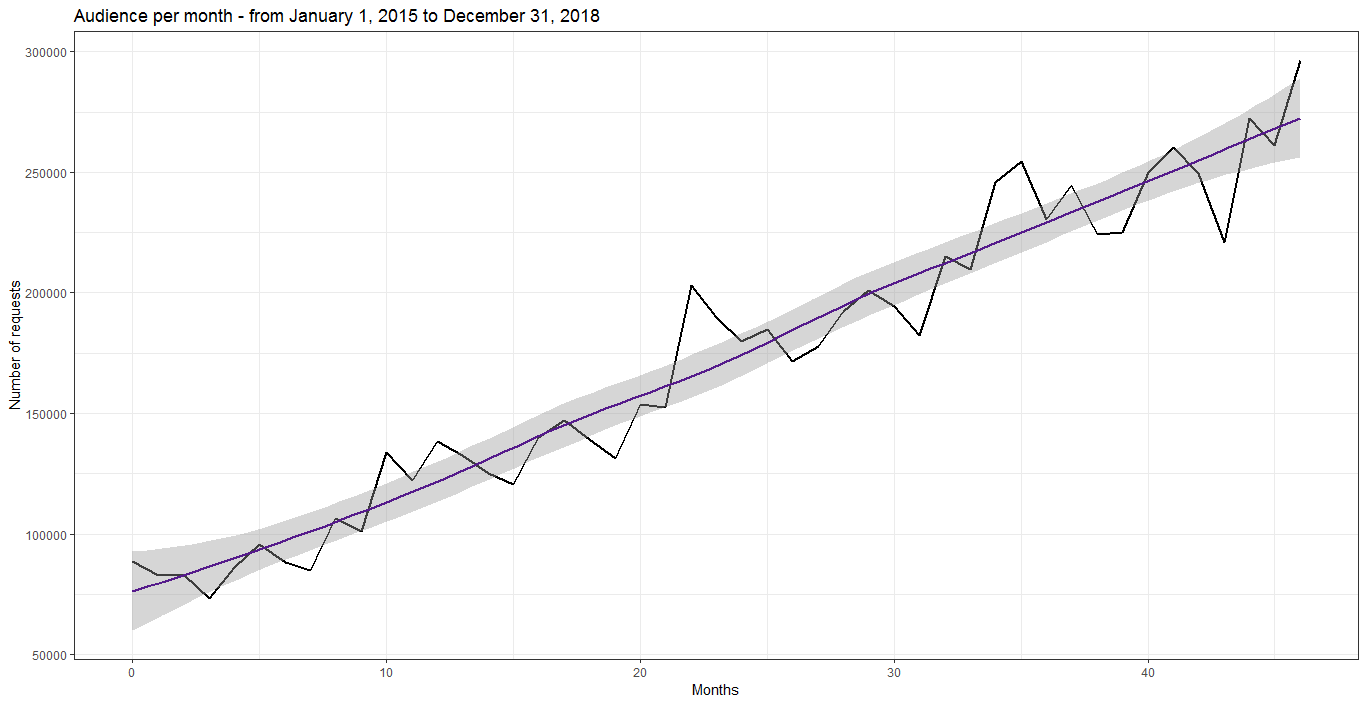 Audience per month - from January 1, 2015 to December 31, 2018
Number of requests
300000
250000
200000
150000
100000
50000
0 10 20 30 40
Months